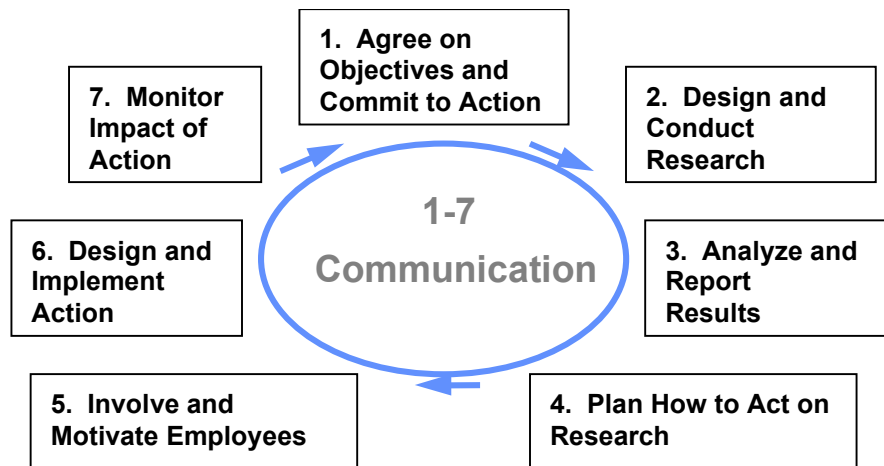 1. Agree on
Objectives and
Commit to Action
2. Design and
Conduct
Research
3. Analyze and
Report
Results
4. Plan How to Act on
Research
5. Involve and
Motivate Employees
6. Design and
Implement
Action
7. Monitor
Impact of
Action
1-7
Communication